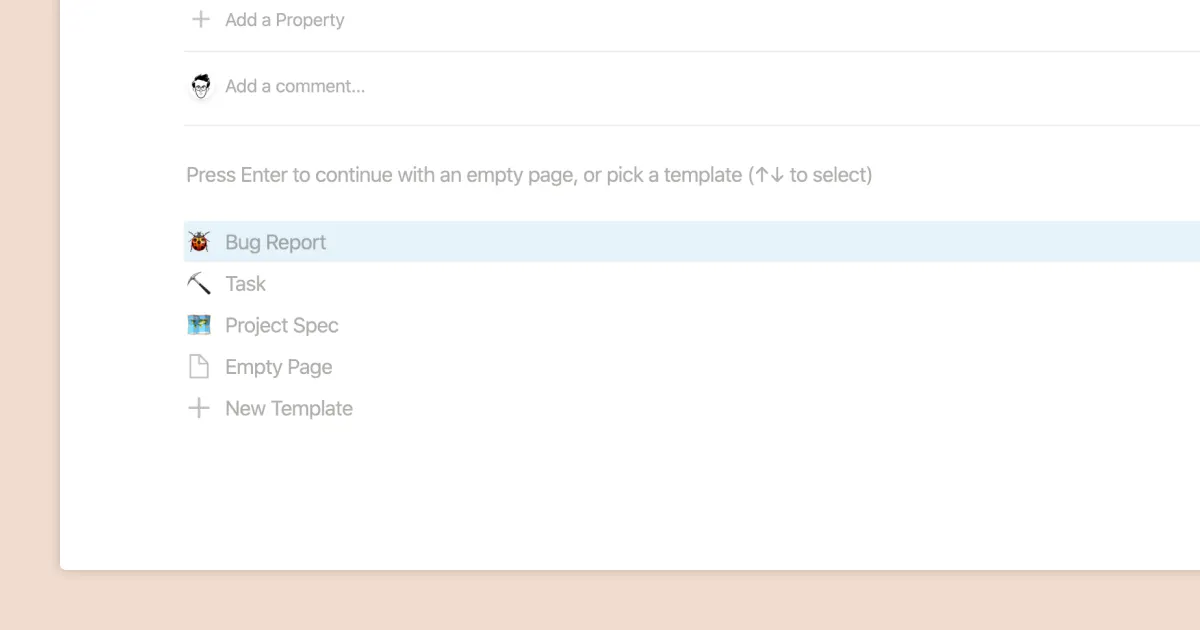 Add a Property
Add a comment...
Press Enter to continue with an empty page, or pick a template (↑↓ to select)
Bug Report
Task
Project Spec
Empty Page
New Template